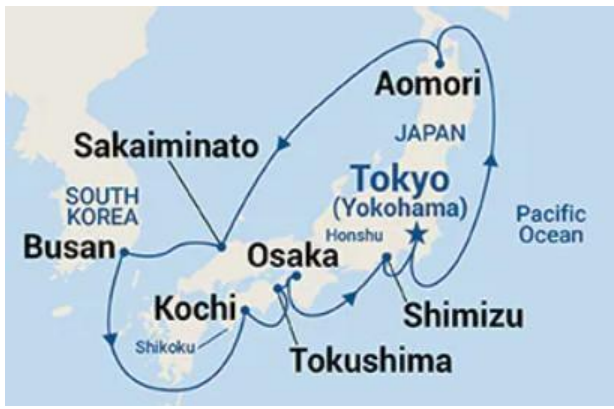 Aomori
Sakaiminato
JAPAN
Tokyo
(Yokohama)
SOUTH
KOREA
Pacific
Ocean
Busan
Honshu
Osaka
Kochi
Shimizu
Shikoku
Tokushima